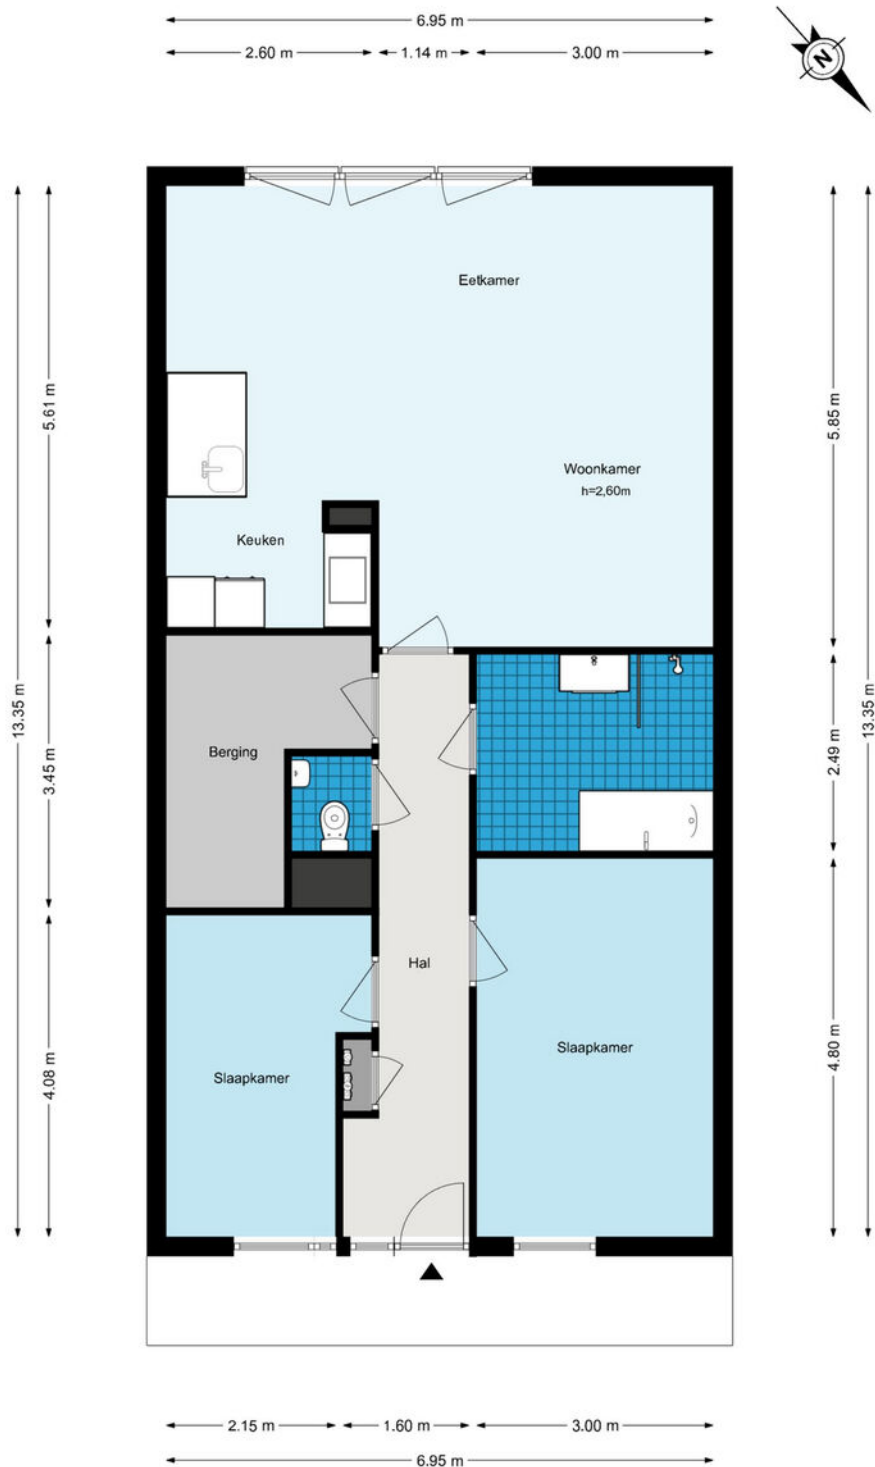 6.95 m
2.60 m
1.14 m
3.00 m
N
Eetkamer
5.61 m
5.85 m
Woonkamer
h=2,60m
Keuken
13.35 m
13.35 m
3.45 m
Berging
2.49 m
Hal
Slaapkamer
Slaapkamer
4.08 m
4.80 m
2.15 m
1.60 m
3.00 m
6.95 m